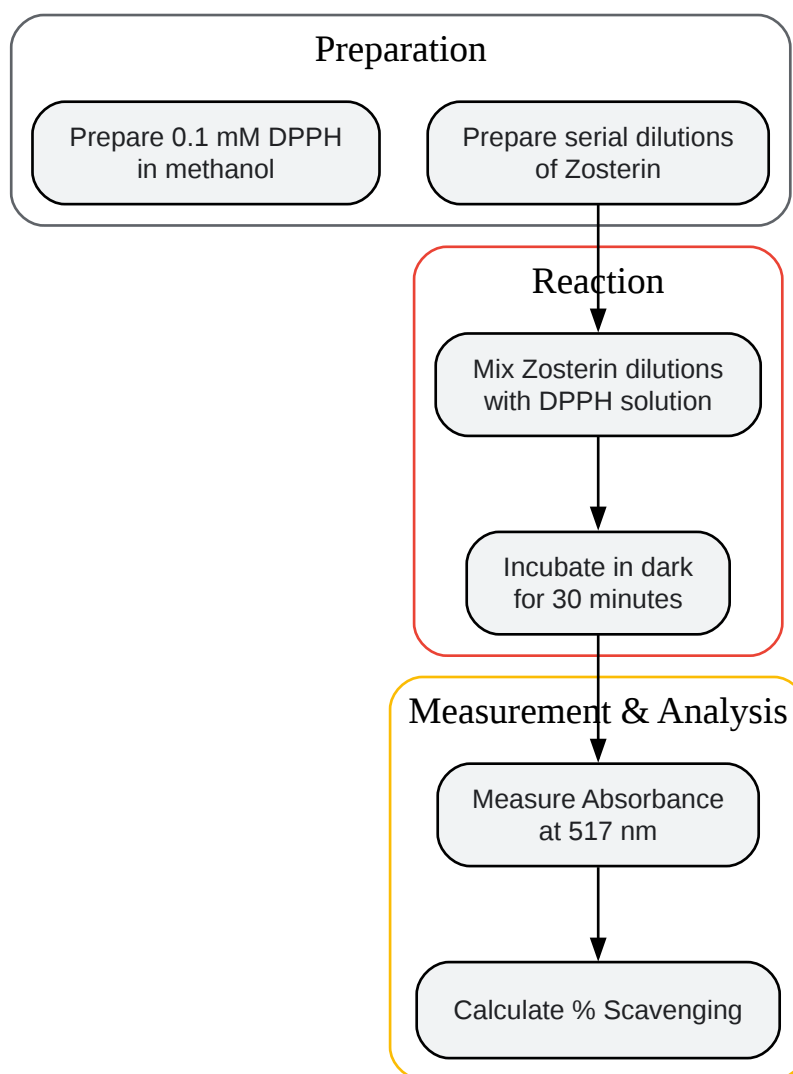 Preparation
Prepare 0.1 mM DPPH
in methanol
Prepare serial dilutions
of Zosterin
Reaction
Mix Zosterin dilutions
with DPPH solution
Incubate in dark
for 30 minutes
Measurement & Analysis
Measure Absorbance
at 517 nm
Calculate % Scavenging